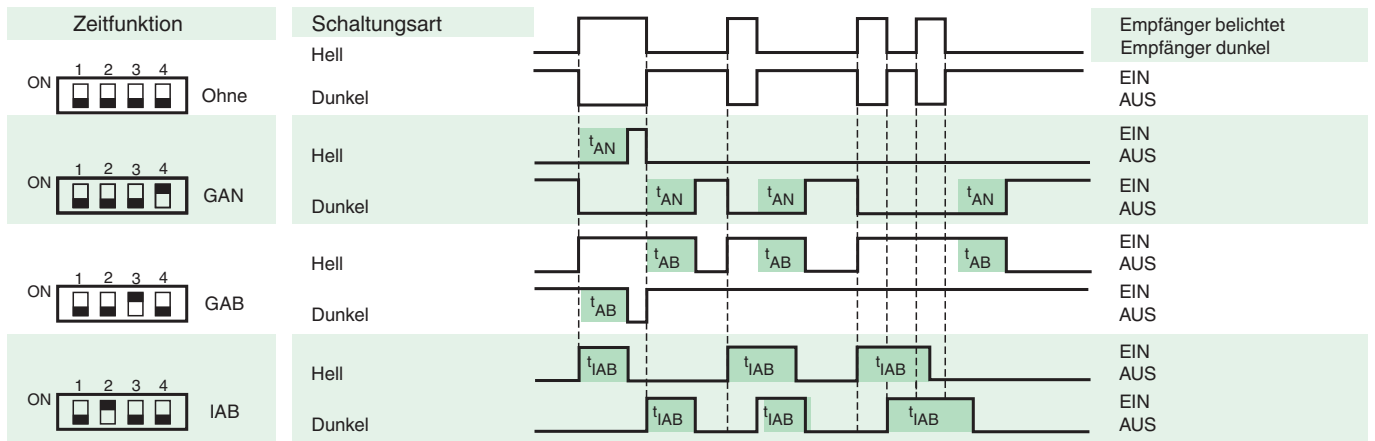 Zeitfunktion Schaltungsart Empfänger belichtet
Hell Empfänger dunkel
ON 1 2 3 4 Ohne Dunkel EIN
AUS
Hell tAN EIN
AUS
ON 1 2 3 4 GAN Dunkel tAN tAN tAN EIN
AUS
Hell tAB tAB tAB EIN
AUS
ON 1 2 3 4 GAB Dunkel tAB EIN
AUS
Hell tIAB tIAB tIAB EIN
AUS
ON 1 2 3 4 IAB Dunkel tIAB tIAB tIAB EIN
AUS